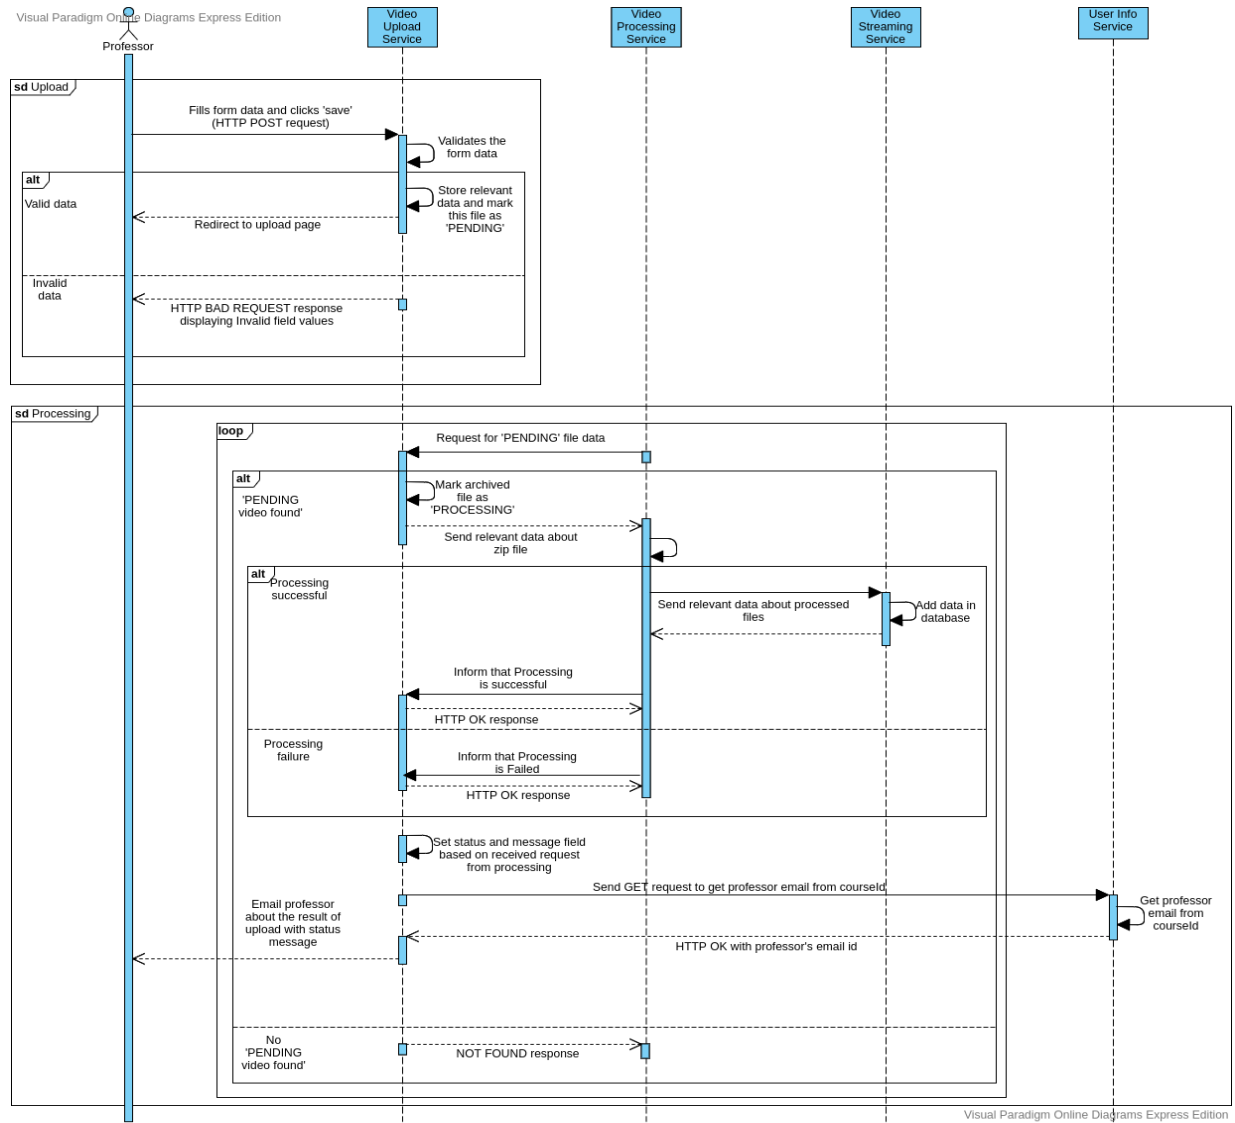 Visual Paradigm Online Diagrams Express Edition
Professor
Video
Upload
Service
Video
Processing
Service
Video
Streaming
Service
User Info
Service
sd Upload
Fills form data and clicks 'save'
(HTTP POST request)
Validates the
form data
alt
Valid data
Store relevant
data and mark
this file as
'PENDING'
Redirect to upload page
Invalid
data
HTTP BAD REQUEST response
displaying Invalid field values
sd Processing
loop
Request for 'PENDING' file data
alt
'PENDING
video found'
Mark archived
file as
'PROCESSING'
Send relevant data about
zip file
alt
Processing
successful
Send relevant data about processed
files
Add data in
database
Inform that Processing
is successful
HTTP OK response
Processing
failure
Inform that Processing
is Failed
HTTP OK response
Set status and message field
based on received request
from processing
Send GET request to get professor email from courseId
Get professor
email from
courseId
Email professor
about the result of
upload with status
message
HTTP OK with professor's email id
No
'PENDING
video found'
NOT FOUND response
Visual Paradigm Online Diagrams Express Edition